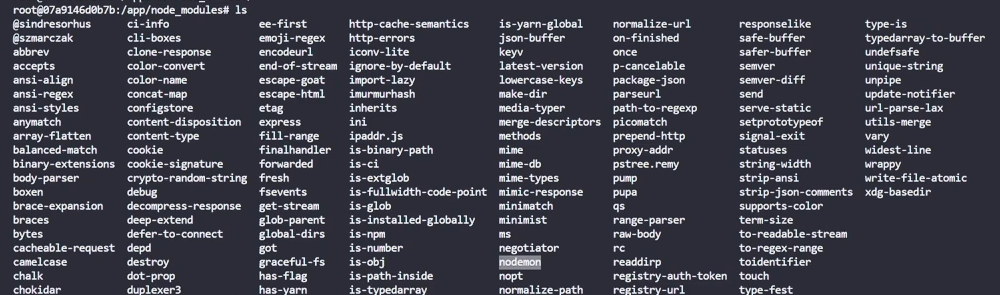 root@07a9146d0b7b:/app/node_modules# ls
@sindresorhus ci-info ee-first http-cache-semantics is-yarn-global normalize-url responselike type-is
@szmarczak cli-boxes emoji-regex http-errors json-buffer on-finished safe-buffer typedarray-to-buffer
abbrev clone-response encodeurl iconv-lite keyv once safer-buffer undefsafe
accepts color-convert end-of-stream ignore-by-default latest-version p-cancelable semver unique-string
ansi-align color-name escape-goat import-lazy lowercase-keys package-json semver-diff unpipe
ansi-regex concat-map escape-html imurmurhash make-dir parseurl send update-notifier
ansi-styles configstore etag inherits media-typer path-to-regexp serve-static url-parse-lax
anymatch content-disposition express ini merge-descriptors picomatch setprototypeof utils-merge
array-flatten content-type fill-range ipaddr.js methods prepend-http signal-exit vary
balanced-match cookie finalhandler is-binary-path mime proxy-addr statuses widest-line
binary-extensions cookie-signature forwarded is-ci mime-db pstree.remy string-width wrappy
body-parser crypto-random-string fresh is-extglob mime-types pump strip-ansi write-file-atomic
boxen debug fsevents is-fullwidth-code-point mimic-response pupa strip-json-comments xdg-basedir
brace-expansion decompress-response get-stream is-glob minimatch qs supports-color
braces deep-extend glob-parent is-installed-globally minimist range-parser term-size
bytes defer-to-connect global-dirs is-npm ms raw-body to-readable-stream
cacheable-request depd got is-number negotiator rc to-regex-range
camelcase destroy graceful-fs is-obj nodemon readdirp toidentifier
chalk dot-prop has-flag is-path-inside nopt registry-auth-token touch
chokidar duplexer3 has-yarn is-typedarray normalize-path registry-url type-fest